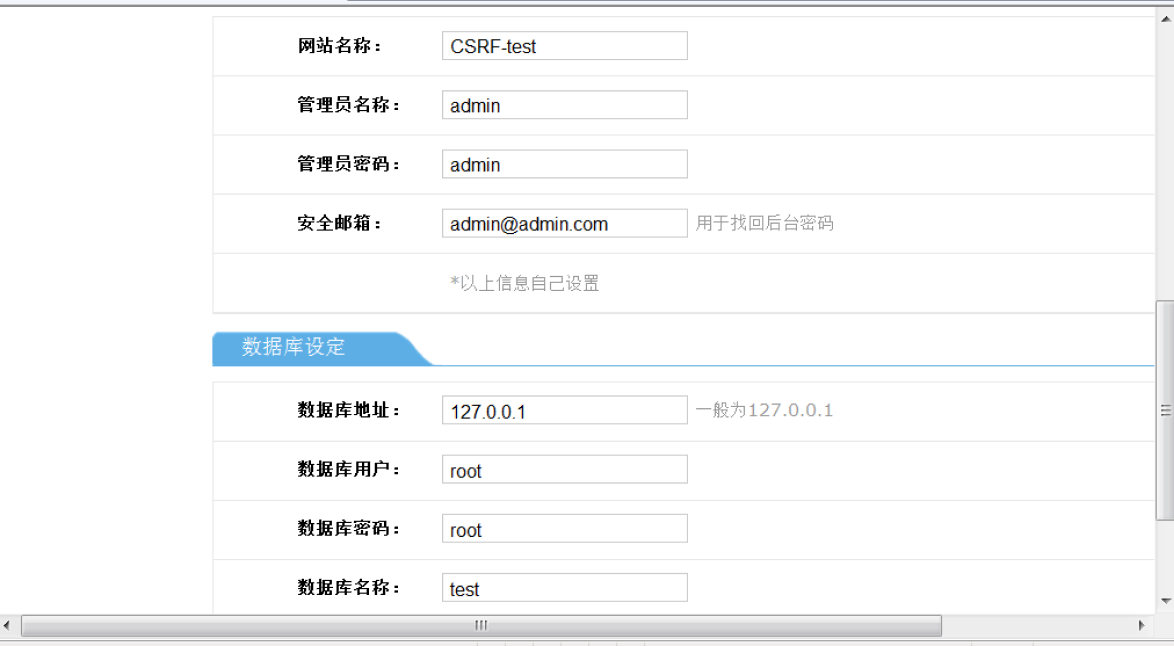 网站名称： CSRF-test
管理员名称： admin
管理员密码： admin
安全邮箱： admin@admin.com 用于找回后台密码
*以上信息自己设置
数据库设定
数据库地址： 127.0.0.1 一般为127.0.0.1
数据库用户： root
数据库密码： root
数据库名称： test